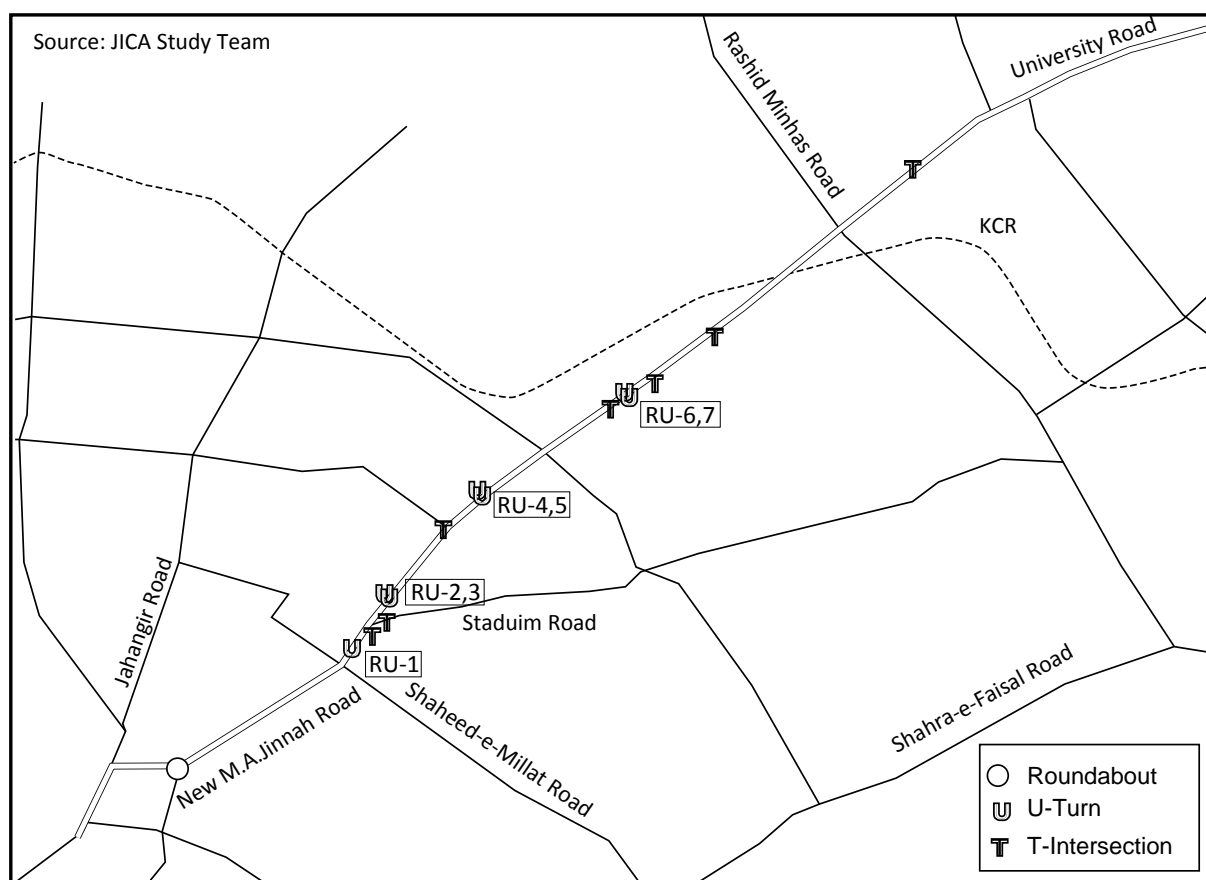 Source: JICA Study Team
University Road
Rashid Minhas Road
KCR
RU-6,7
RU-4,5
RU-2,3
Staduim Road
RU-1
Jahangir Road
New M.A.Jinnah Road
Shaheed-e-Millat Road
Shahra-e-Faisal Road
Roundabout
U-Turn
T-Intersection